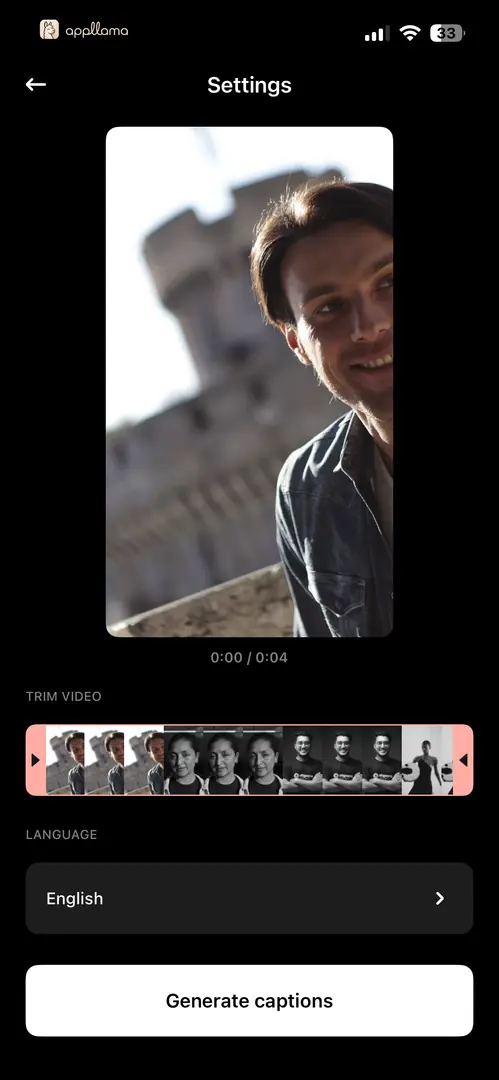 appllama
33
Settings
0:00 / 0:04
TRIM VIDEO
LANGUAGE
English
Generate captions